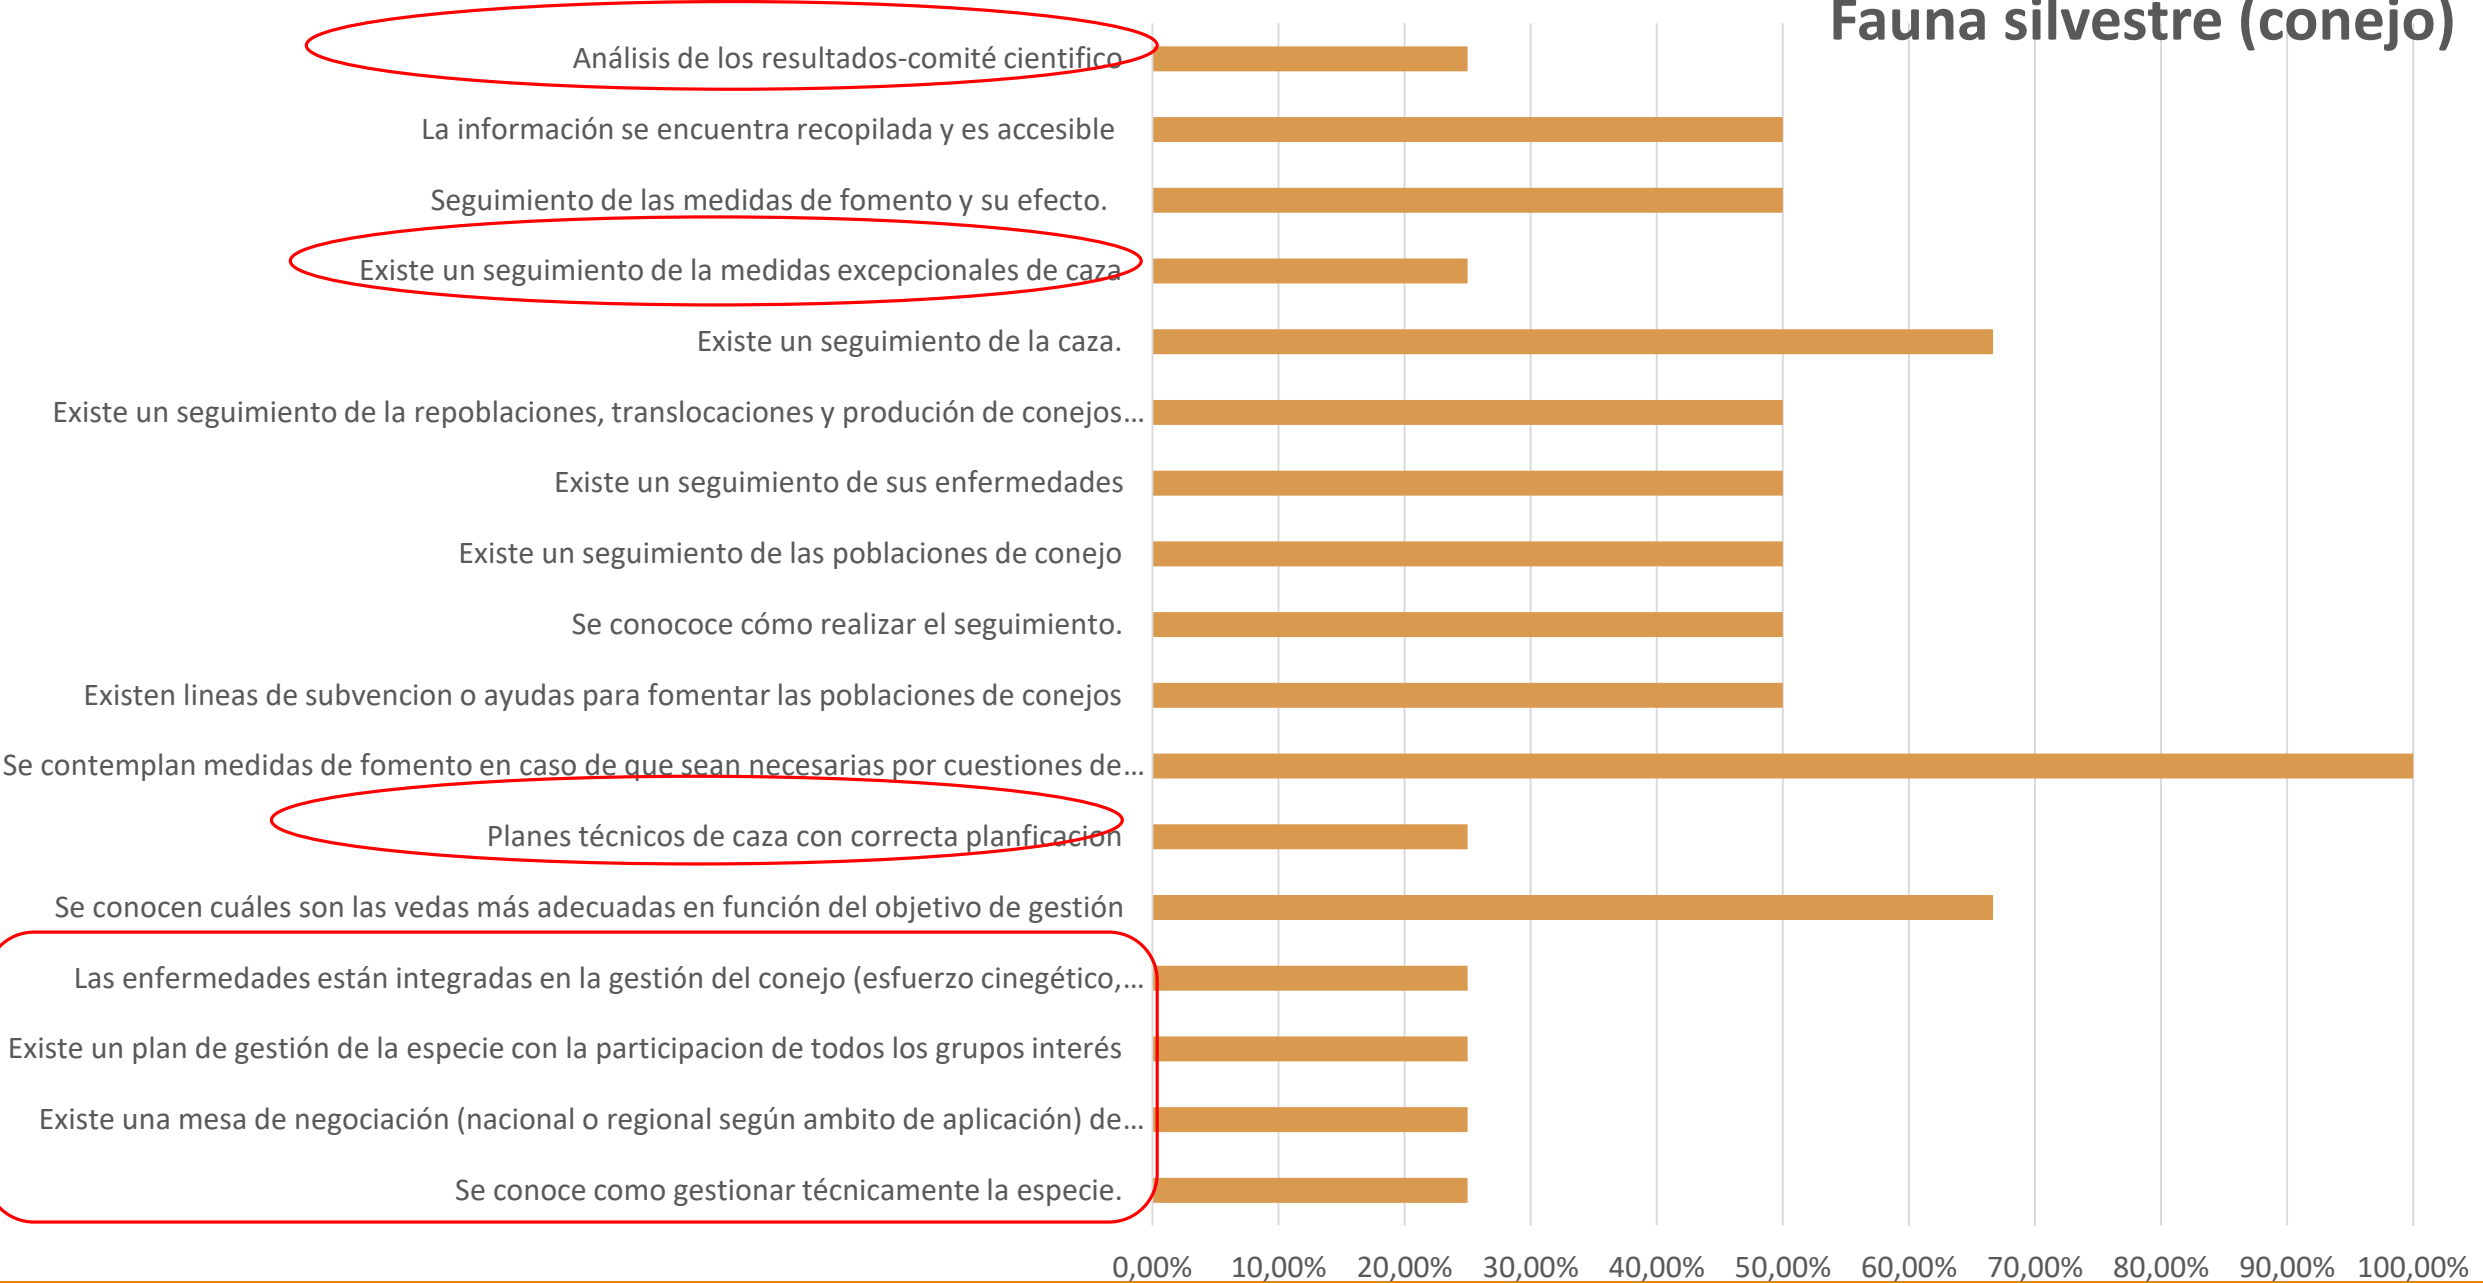 Fauna silvestre (conejo)
Análisis de los resultados-comité cientifico
La información se encuentra recopilada y es accesible
Seguimiento de las medidas de fomento y su efecto.
Existe un seguimiento de la medidas excepcionales de caza
Existe un seguimiento de la caza.
Existe un seguimiento de la repoblaciones, translocaciones y produción de conejos...
Existe un seguimiento de sus enfermedades
Existe un seguimiento de las poblaciones de conejo
Se conococe cómo realizar el seguimiento.
Existen lineas de subvencion o ayudas para fomentar las poblaciones de conejos
Se contemplan medidas de fomento en caso de que sean necesarias por cuestiones de...
Planes técnicos de caza con correcta planficacion
Se conocen cuáles son las vedas más adecuadas en función del objetivo de gestión
Las enfermedades están integradas en la gestión del conejo (esfuerzo cinegético,...
Existe un plan de gestión de la especie con la participacion de todos los grupos interés
Existe una mesa de negociación (nacional o regional según ambito de aplicación) de...
Se conoce como gestionar técnicamente la especie.
0,00% 10,00% 20,00% 30,00% 40,00% 50,00% 60,00% 70,00% 80,00% 90,00% 100,00%